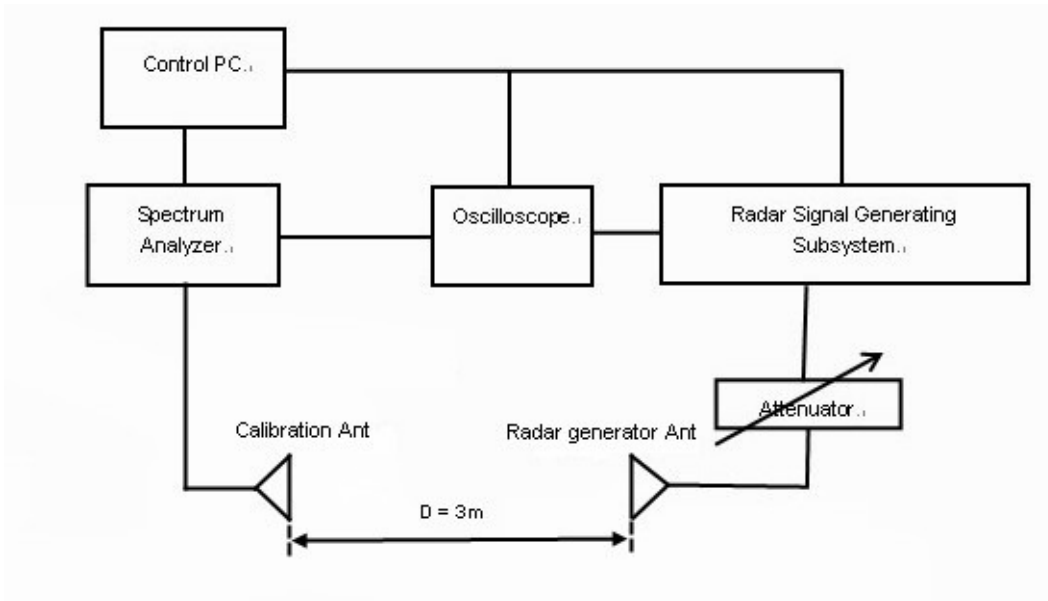 Control PC
Spectrum
Analyzer
Oscilloscope
Radar Signal Generating
Subsystem
Attenuator
Calibration Ant
Radar generator Ant
D = 3m